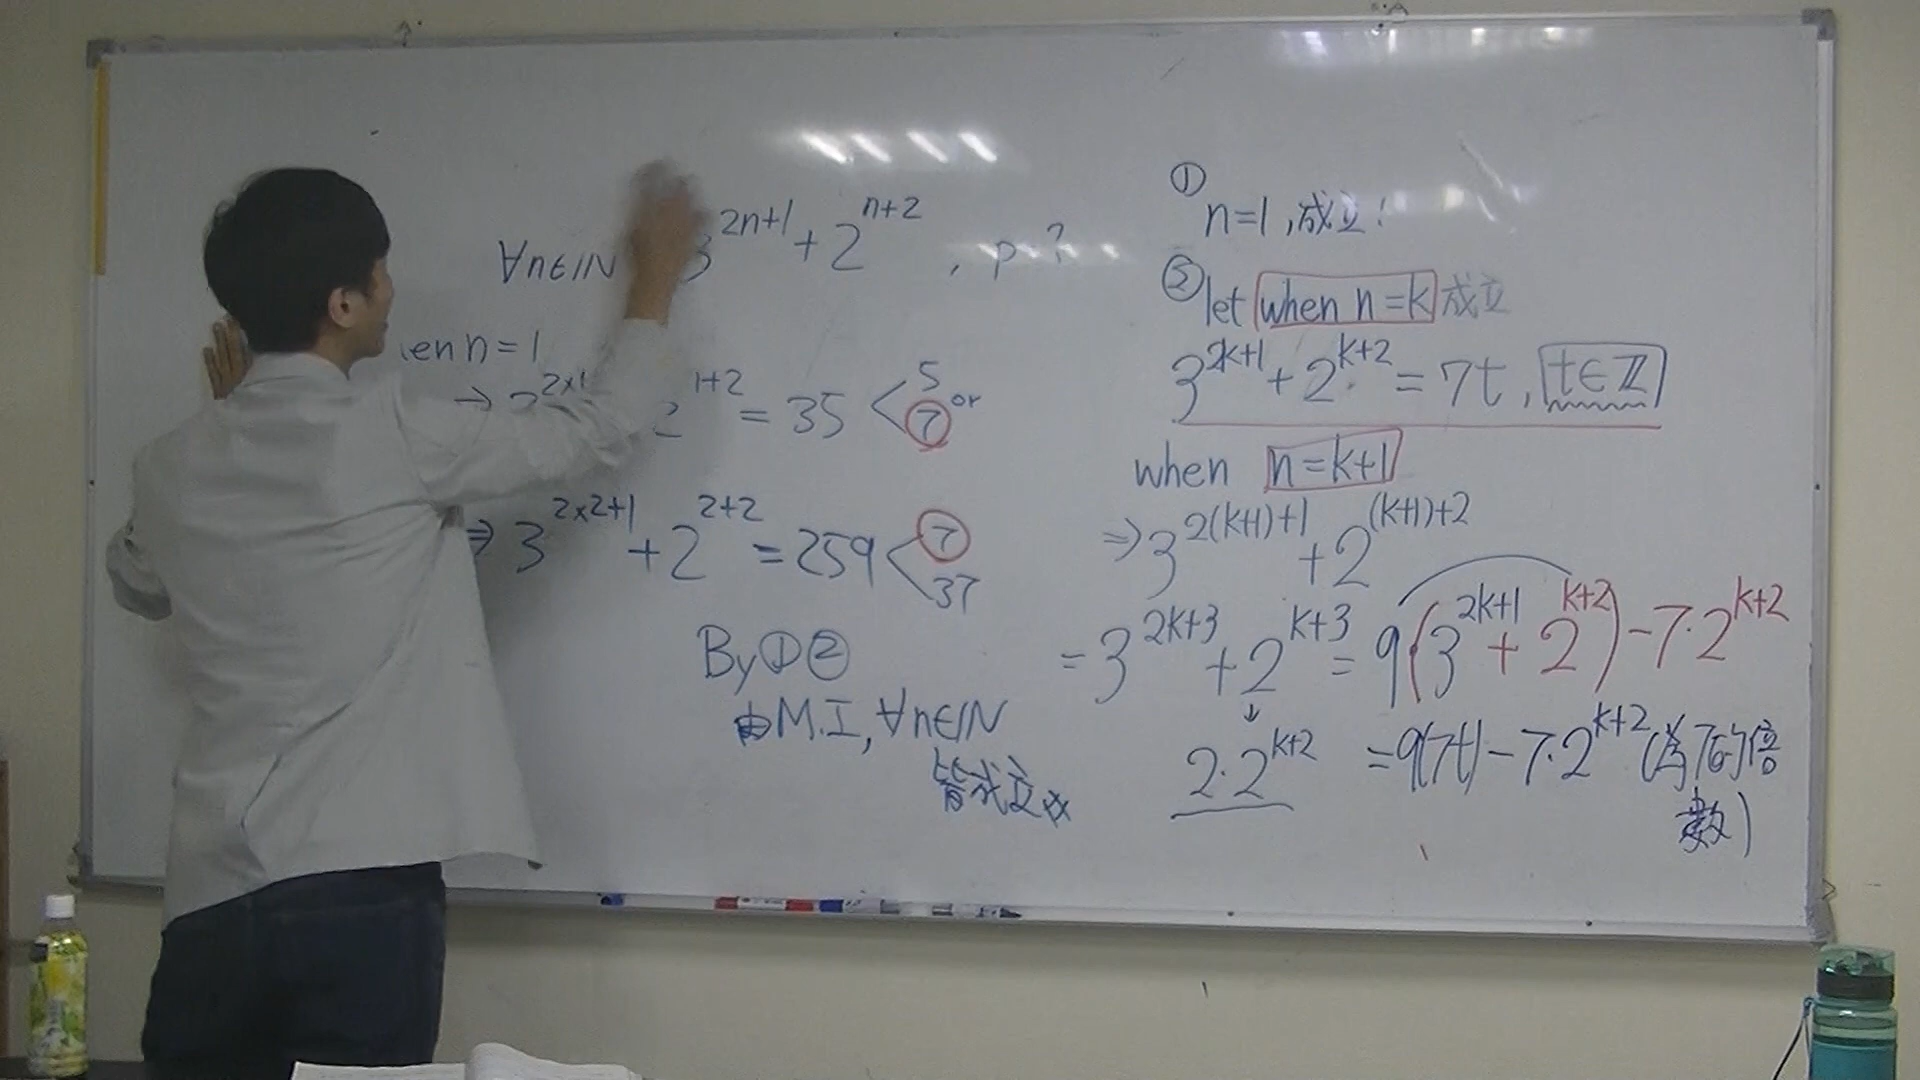 ∀n∈ℕ 3^{2n+1}+2^{n+2}, p ?
en n=1
⇒ 2×1 1+2 = 35 < 5 or 7
⇒ 3^{2×2+1}+2^{2+2} = 259 < 7 37
By①②
由M.I, ∀n∈ℕ
皆成立
①
n=1,成立!
②
let when n=k 成立
3^{2k+1}+2^{k+2}=7t, t∈ℤ
when n=k+1
⇒3^{2(k+1)+1}+2^{(k+1)+2}
=3^{2k+3}+2^{k+3}=9(3^{2k+1}+2^{k+2})-7·2^{k+2}
↓
2·2^{k+2} =9(7t)-7·2^{k+2} (為7的倍
數)